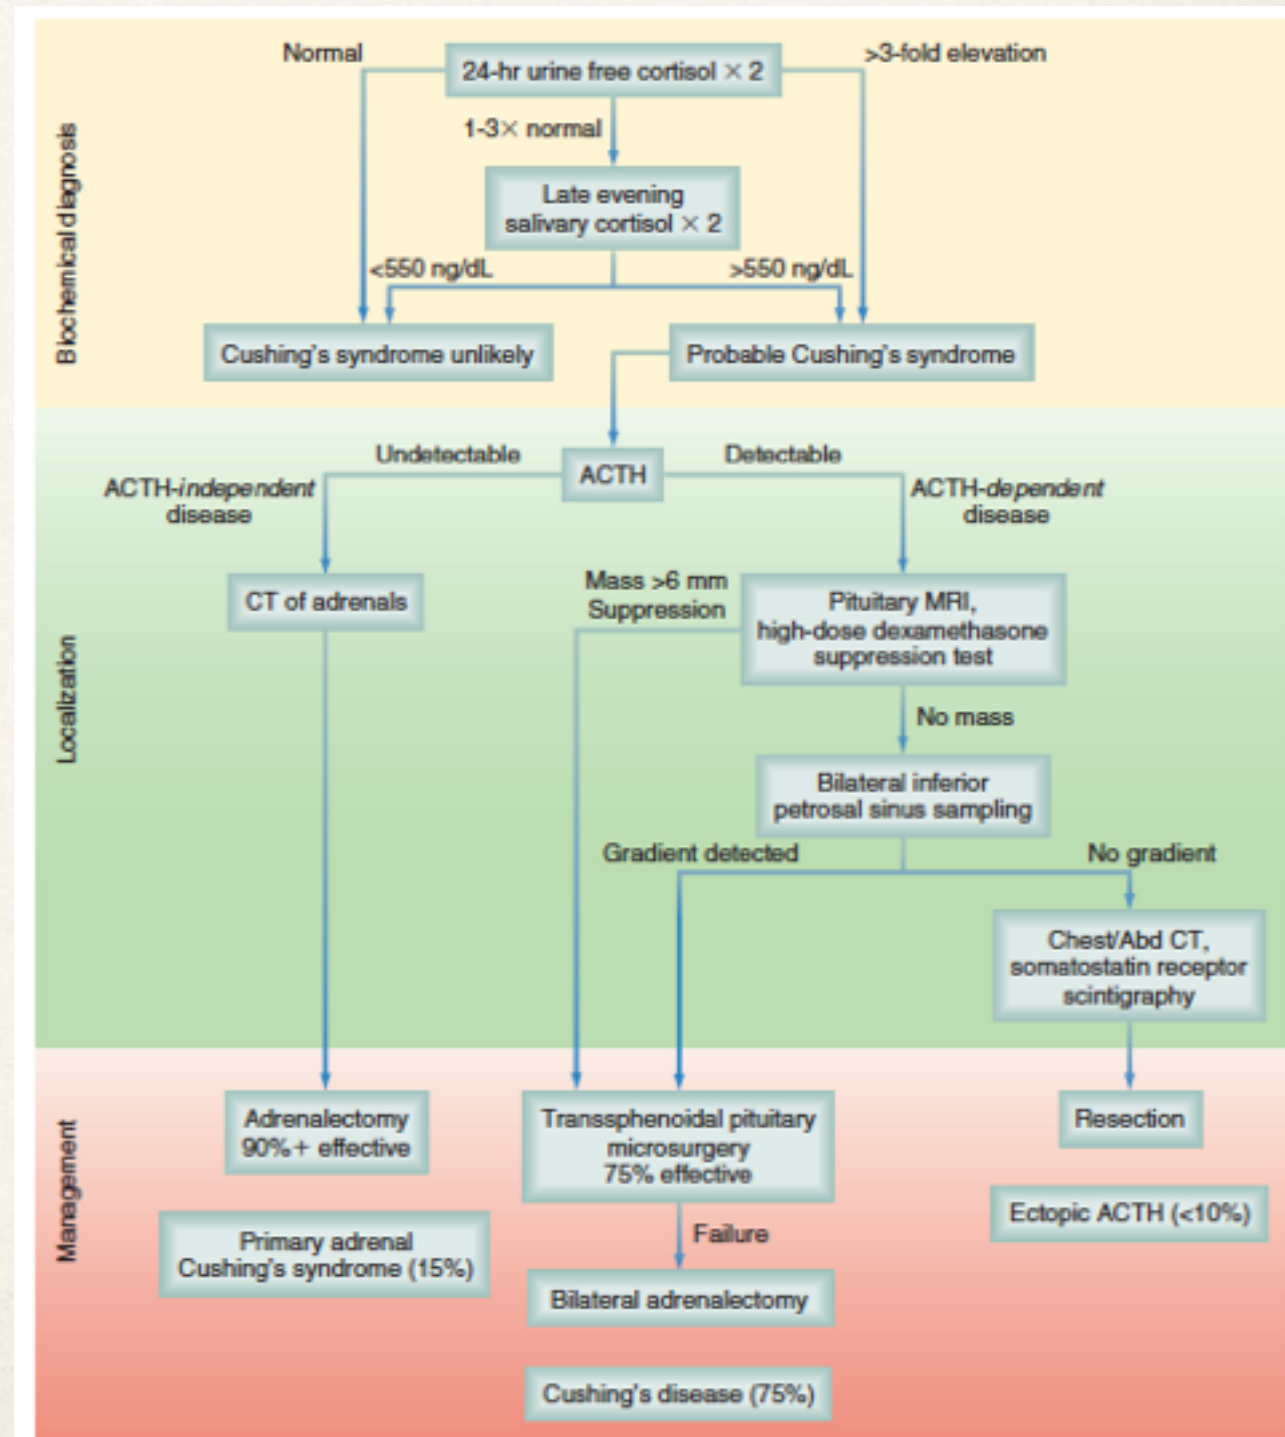 Normal
24-hr urine free cortisol × 2
>3-fold elevation
1-3× normal
Late evening
salivary cortisol × 2
<550 ng/dL
>550 ng/dL
Cushing's syndrome unlikely
Probable Cushing's syndrome
Biochemical diagnosis
Undetectable
ACTH
Detectable
ACTH-independent
disease
ACTH-dependent
disease
CT of adrenals
Mass >6 mm
Suppression
Pituitary MRI,
high-dose dexamethasone
suppression test
No mass
Bilateral inferior
petrosal sinus sampling
Gradient detected
No gradient
Chest/Abd CT,
somatostatin receptor
scintigraphy
Localization
Adrenalectomy
90%+ effective
Primary adrenal
Cushing's syndrome (15%)
Transsphenoidal pituitary
microsurgery
75% effective
Failure
Bilateral adrenalectomy
Cushing's disease (75%)
Resection
Ectopic ACTH (<10%)
Management